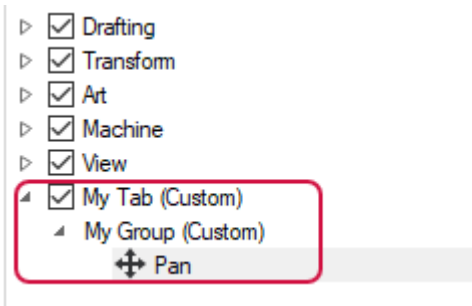 Drafting
Transform
Art
Machine
View
My Tab (Custom)
My Group (Custom)
Pan